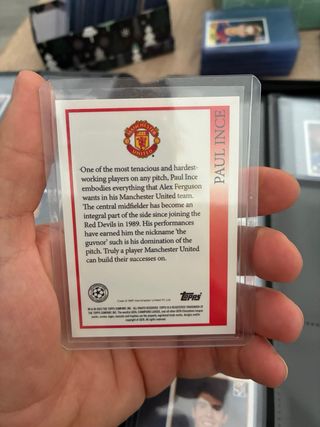 MANCHESTER
UNITED
PAUL INCE
One of the most tenacious and hardest-
working players on any pitch, Paul Ince
embodies everything that Alex Ferguson
wants in his Manchester United team.
The central midfielder has become an
integral part of the side since joining the
Red Devils in 1989. His performances
have earned him the nickname 'the
guvnor' such is his domination of the
pitch. Truly a player Manchester United
can build their successes on.
Topps